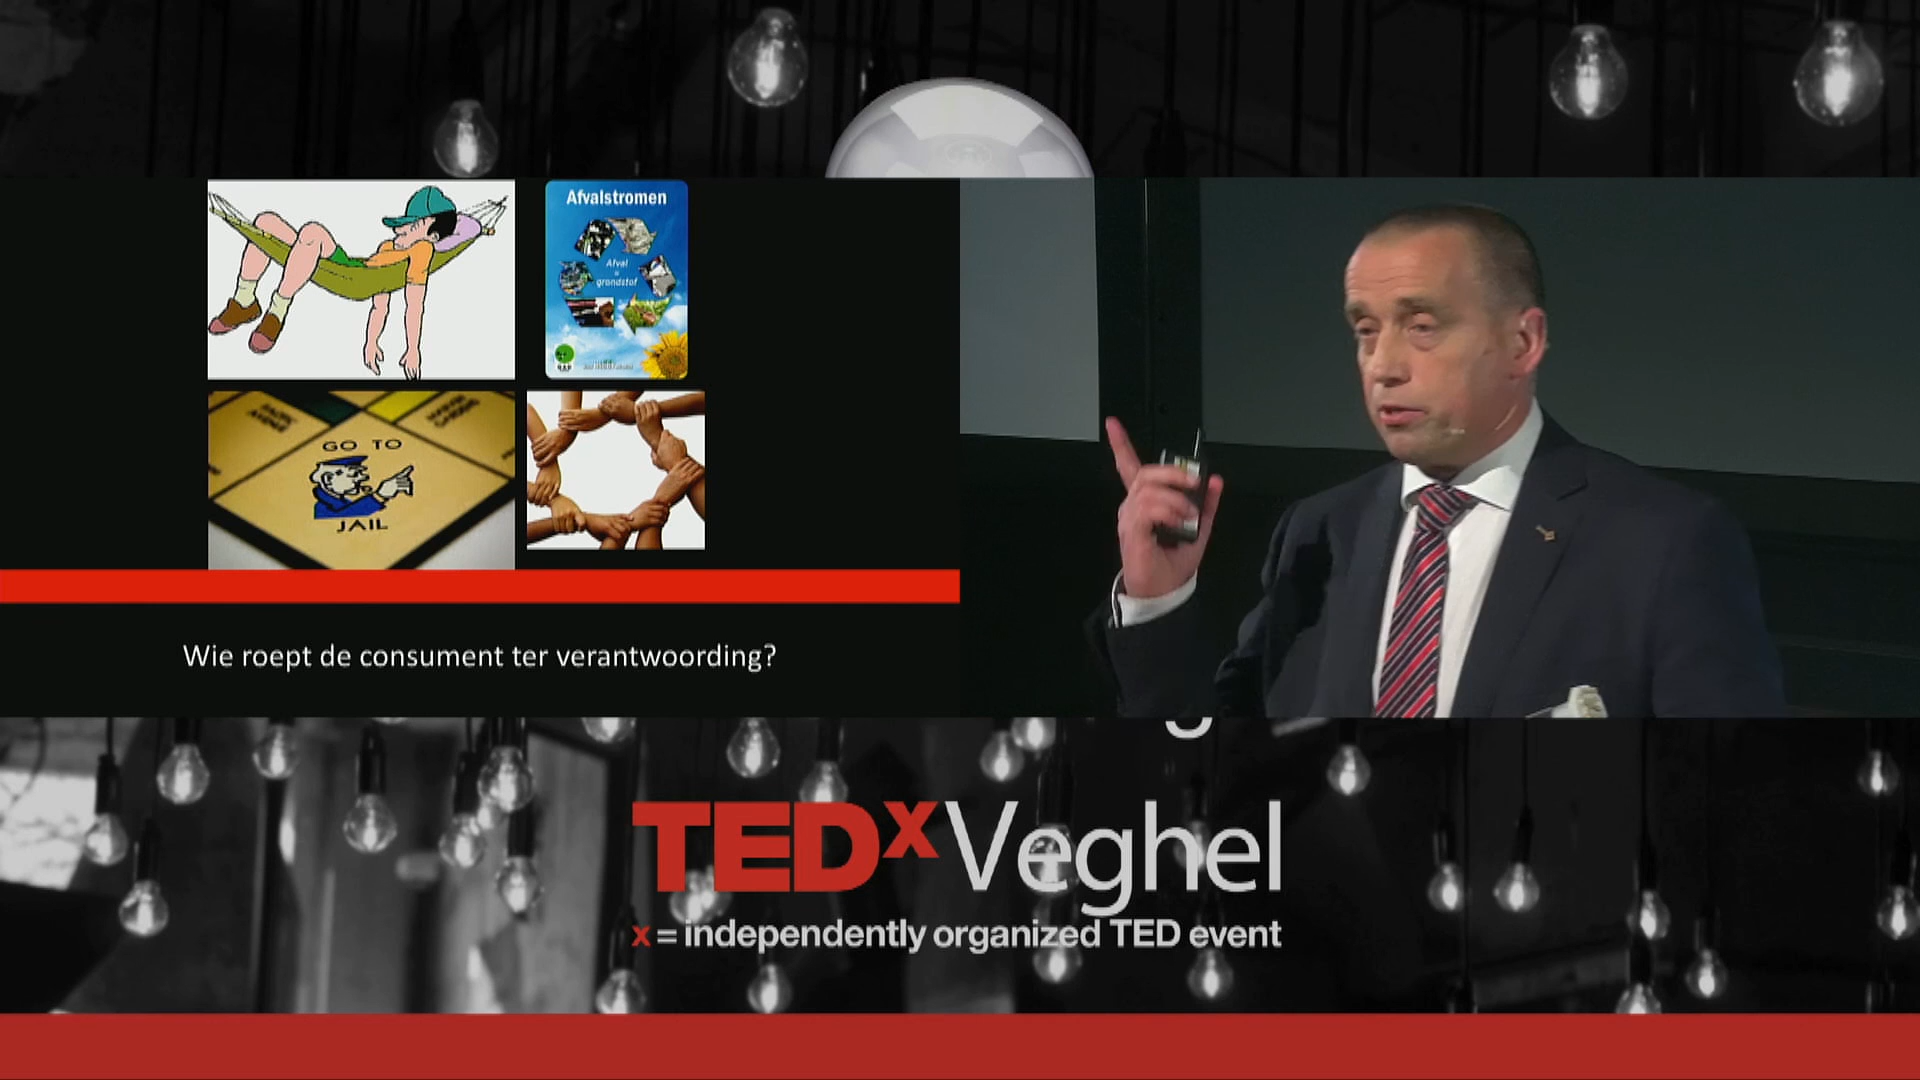 Afvalstromen
Afval
=
grondstof
GO TO
JAIL
Wie roept de consument ter verantwoording?
g
TEDxVeghel
x = independently organized TED event